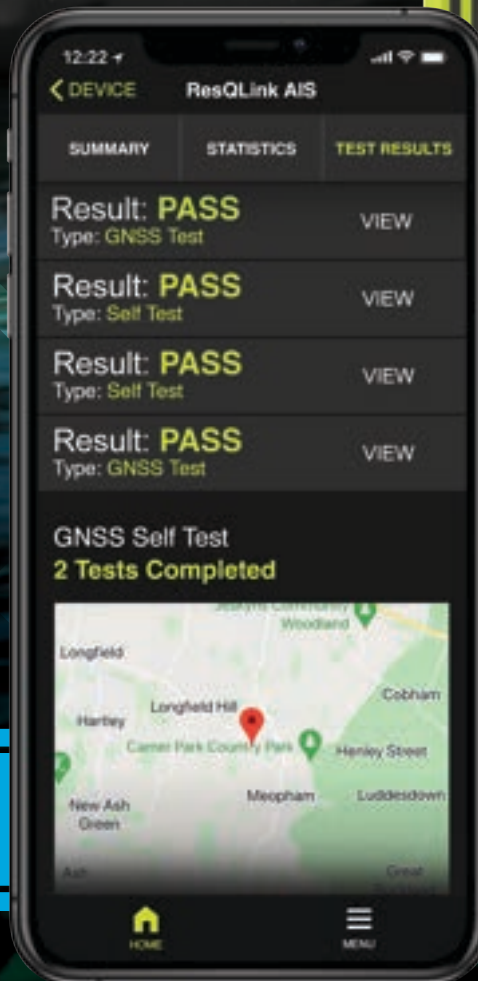 12:22
DEVICE
ResQLink AIS
SUMMARY
STATISTICS
TEST RESULTS
Result: PASS
Type: GNSS Test
VIEW
Result: PASS
Type: Self Test
VIEW
Result: PASS
Type: Self Test
VIEW
Result: PASS
Type: GNSS Test
VIEW
GNSS Self Test
2 Tests Completed
Woodland
Longfield
Cobham
Longfield Hill
Hartley
Camer Park Country Park
Henley Street
Meopham
Luddesdown
New Ash
Green
Ash
Great
HOME
MENU